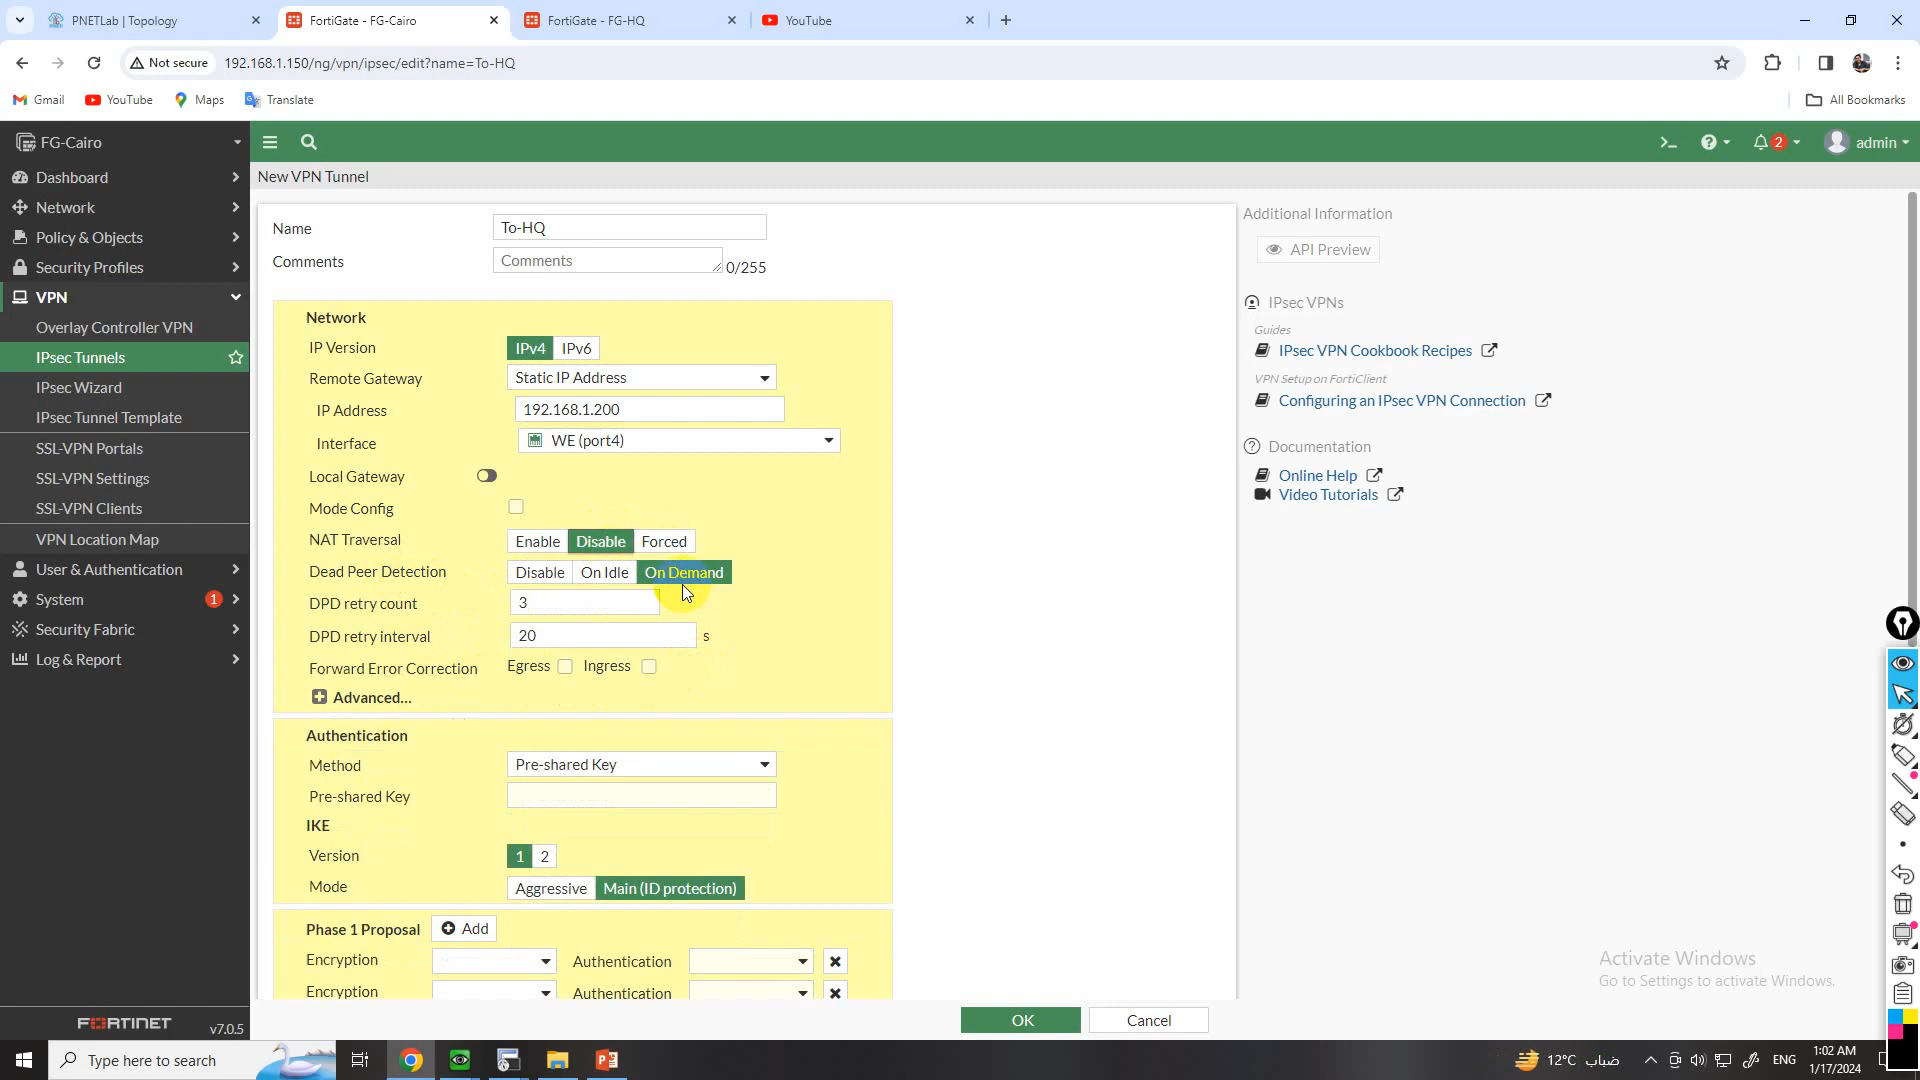 PNETLab | Topology
FortiGate - FG-Cairo
FortiGate - FG-HQ
YouTube
Not secure
192.168.1.150/ng/vpn/ipsec/edit?name=To-HQ
Gmail
YouTube
Maps
Translate
All Bookmarks
FG-Cairo
2
admin
Dashboard
Network
Policy & Objects
Security Profiles
VPN
Overlay Controller VPN
IPsec Tunnels
IPsec Wizard
IPsec Tunnel Template
SSL-VPN Portals
SSL-VPN Settings
SSL-VPN Clients
VPN Location Map
User & Authentication
System 1
Security Fabric
Log & Report
FORTINET v7.0.5
New VPN Tunnel
Name To-HQ
Comments Comments 0/255
Network
IP Version IPv4 IPv6
Remote Gateway Static IP Address
IP Address 192.168.1.200
Interface WE (port4)
Local Gateway
Mode Config
NAT Traversal Enable Disable Forced
Dead Peer Detection Disable On Idle On Demand
DPD retry count 3
DPD retry interval 20 s
Forward Error Correction Egress Ingress
Advanced...
Authentication
Method Pre-shared Key
Pre-shared Key
IKE
Version 1 2
Mode Aggressive Main (ID protection)
Phase 1 Proposal Add
Encryption Authentication
Encryption Authentication
OK Cancel
Additional Information
API Preview
IPsec VPNs
Guides
IPsec VPN Cookbook Recipes
VPN Setup on FortiClient
Configuring an IPsec VPN Connection
Documentation
Online Help
Video Tutorials
Activate Windows
Go to Settings to activate Windows.
Type here to search
12°C ضباب
ENG
1:02 AM
1/17/2024